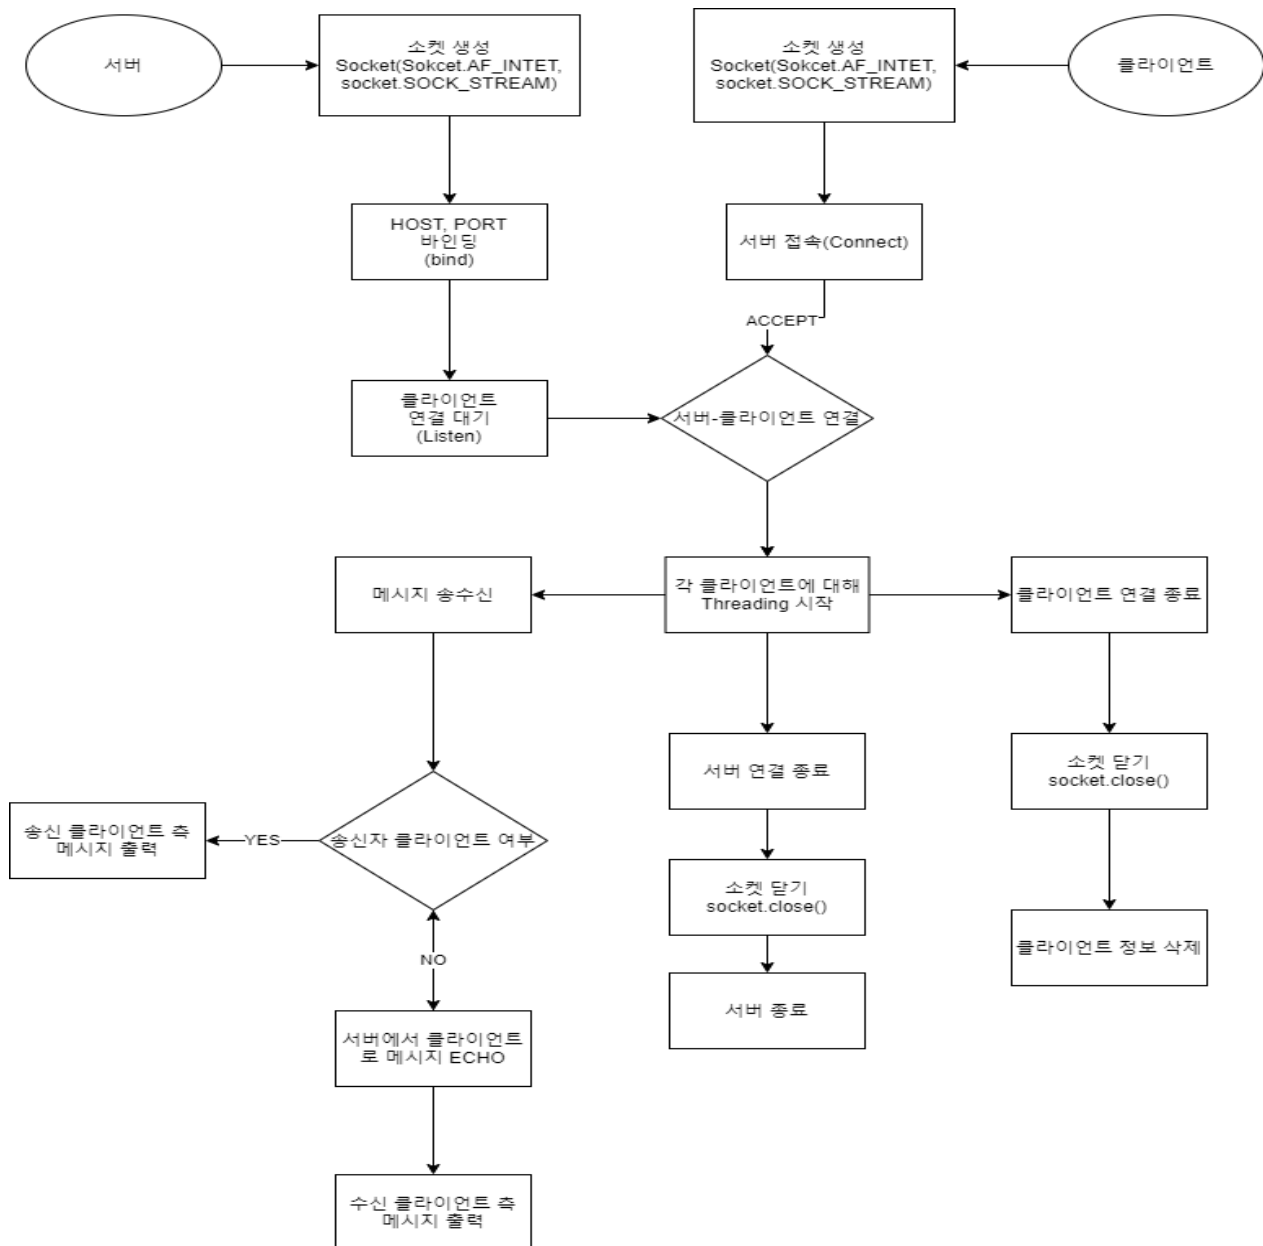 서버
소켓 생성
Socket(Sokcet.AF_INTET,
socket.SOCK_STREAM)
소켓 생성
Socket(Sokcet.AF_INTET,
socket.SOCK_STREAM)
클라이언트
HOST, PORT
바인딩
(bind)
서버 접속(Connect)
ACCEPT
클라이언트
연결 대기
(Listen)
서버-클라이언트 연결
메시지 송수신
각 클라이언트에 대해
Threading 시작
클라이언트 연결 종료
서버 연결 종료
소켓 닫기
socket.close()
송신 클라이언트 측
메시지 출력
YES
송신자 클라이언트 여부
소켓 닫기
socket.close()
클라이언트 정보 삭제
NO
서버 종료
서버에서 클라이언트
로 메시지 ECHO
수신 클라이언트 측
메시지 출력